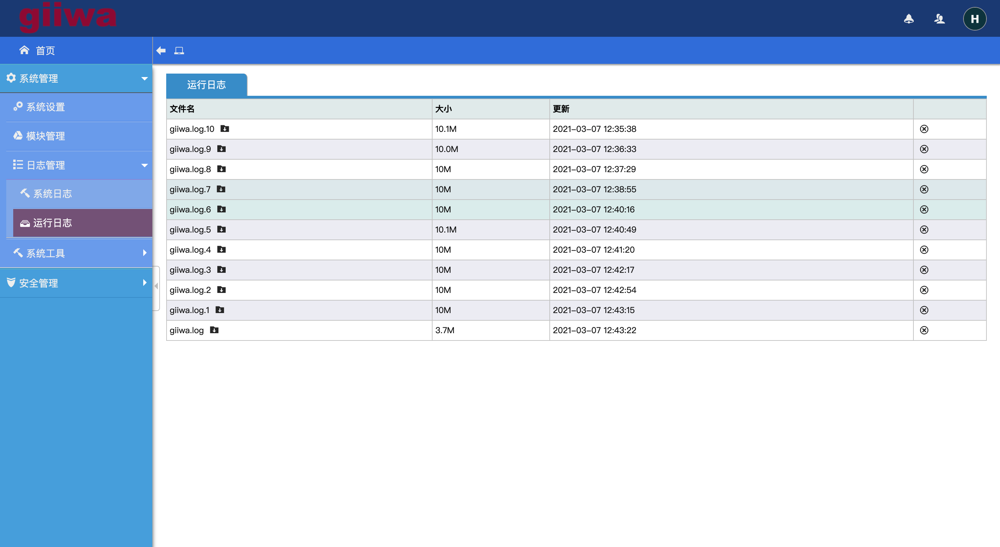 giiwa
H
首页
系统管理
系统设置
模块管理
日志管理
系统日志
运行日志
系统工具
安全管理
运行日志
文件名 大小 更新
giiwa.log.10 10.1M 2021-03-07 12:35:38
giiwa.log.9 10.0M 2021-03-07 12:36:33
giiwa.log.8 10M 2021-03-07 12:37:29
giiwa.log.7 10M 2021-03-07 12:38:55
giiwa.log.6 10M 2021-03-07 12:40:16
giiwa.log.5 10.1M 2021-03-07 12:40:49
giiwa.log.4 10M 2021-03-07 12:41:20
giiwa.log.3 10M 2021-03-07 12:42:17
giiwa.log.2 10M 2021-03-07 12:42:54
giiwa.log.1 10M 2021-03-07 12:43:15
giiwa.log 3.7M 2021-03-07 12:43:22